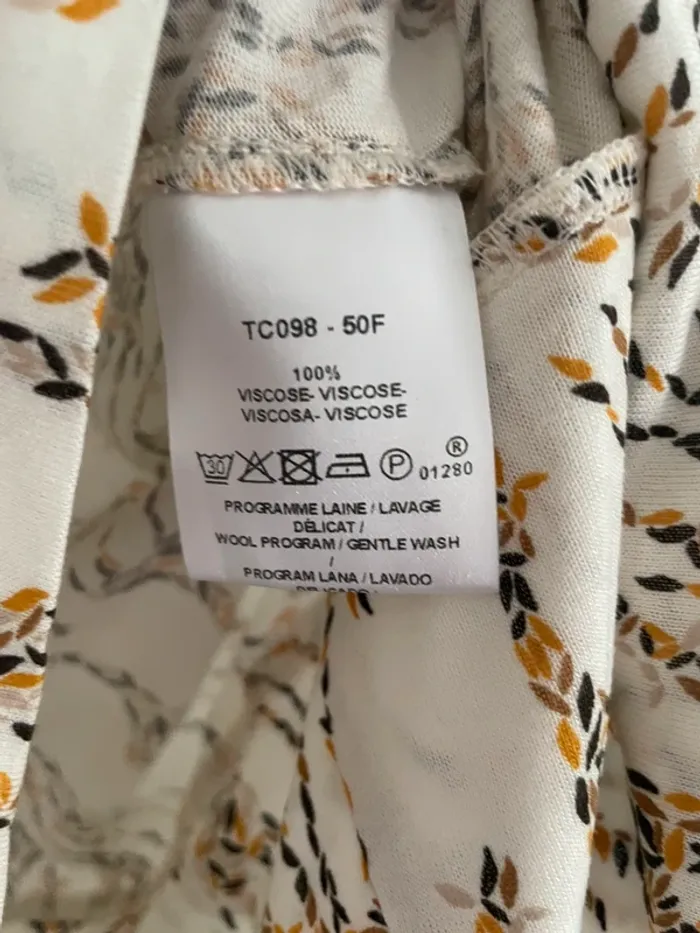 TC098 - 50F
100%
VISCOSE- VISCOSE-
VISCOSA- VISCOSE
30 P ® 01280
PROGRAMME LAINE / LAVAGE
DÉLICAT /
WOOL PROGRAM / GENTLE WASH
/
PROGRAM LANA / LAVADO